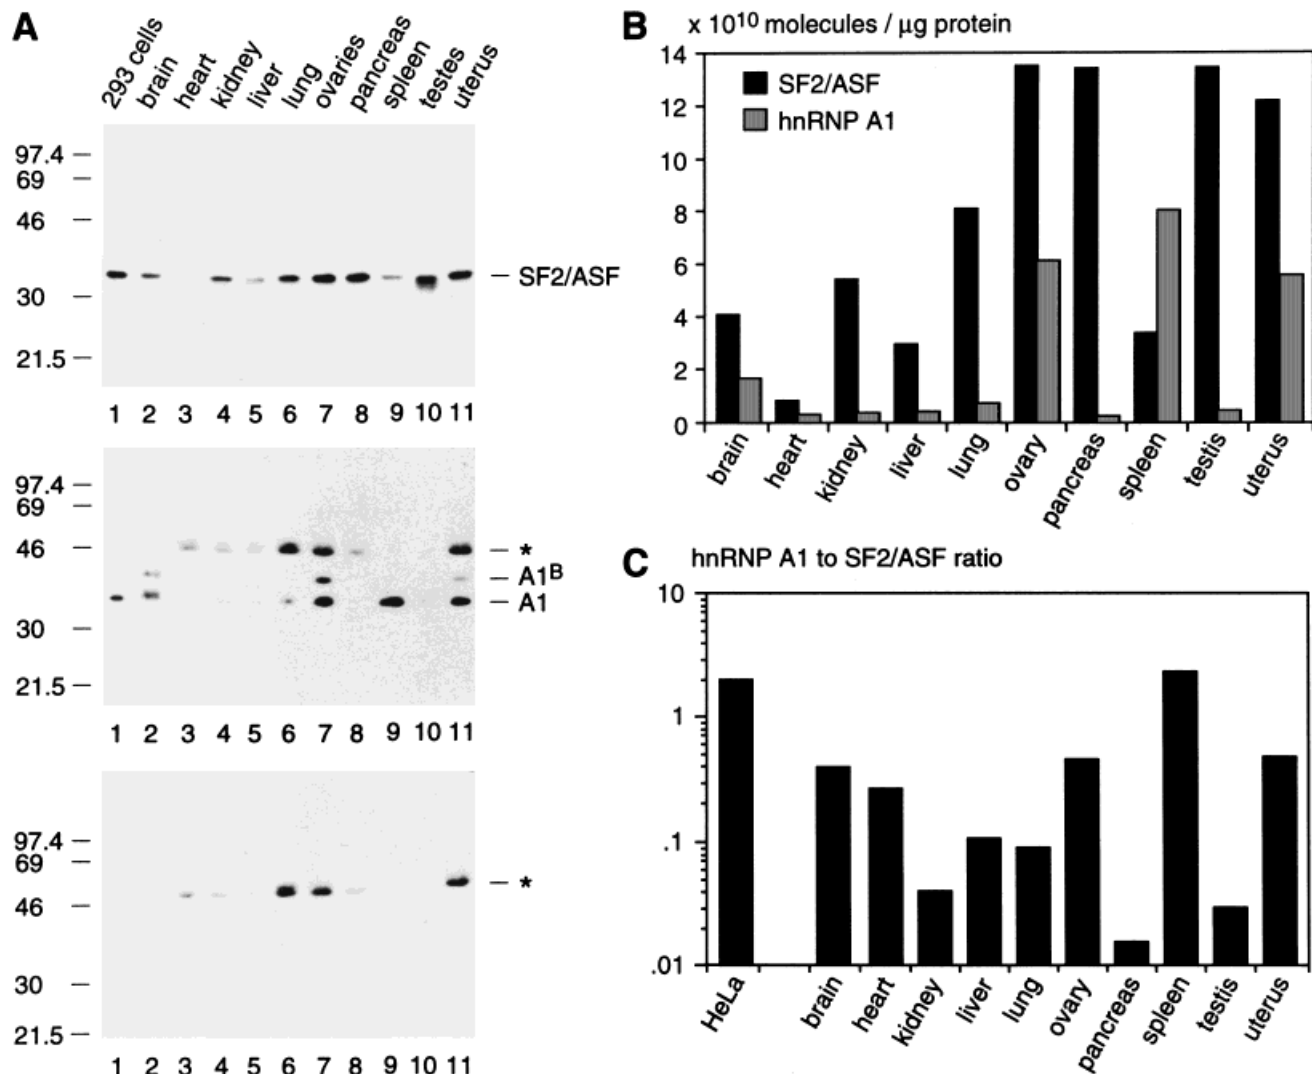 A
293 cells
brain
heart
kidney
liver
lung
ovaries
pancreas
spleen
testes
uterus
97.4
69
46
30
21.5
SF2/ASF
1 2 3 4 5 6 7 8 9 10 11
97.4
69
46
30
21.5
*
A1B
A1
1 2 3 4 5 6 7 8 9 10 11
97.4
69
46
30
21.5
*
1 2 3 4 5 6 7 8 9 10 11
B
x 10¹⁰ molecules / µg protein
14
12
10
8
6
4
2
0
SF2/ASF
hnRNP A1
brain
heart
kidney
liver
lung
ovary
pancreas
spleen
testis
uterus
C
hnRNP A1 to SF2/ASF ratio
10
1
.1
.01
HeLa
brain
heart
kidney
liver
lung
ovary
pancreas
spleen
testis
uterus